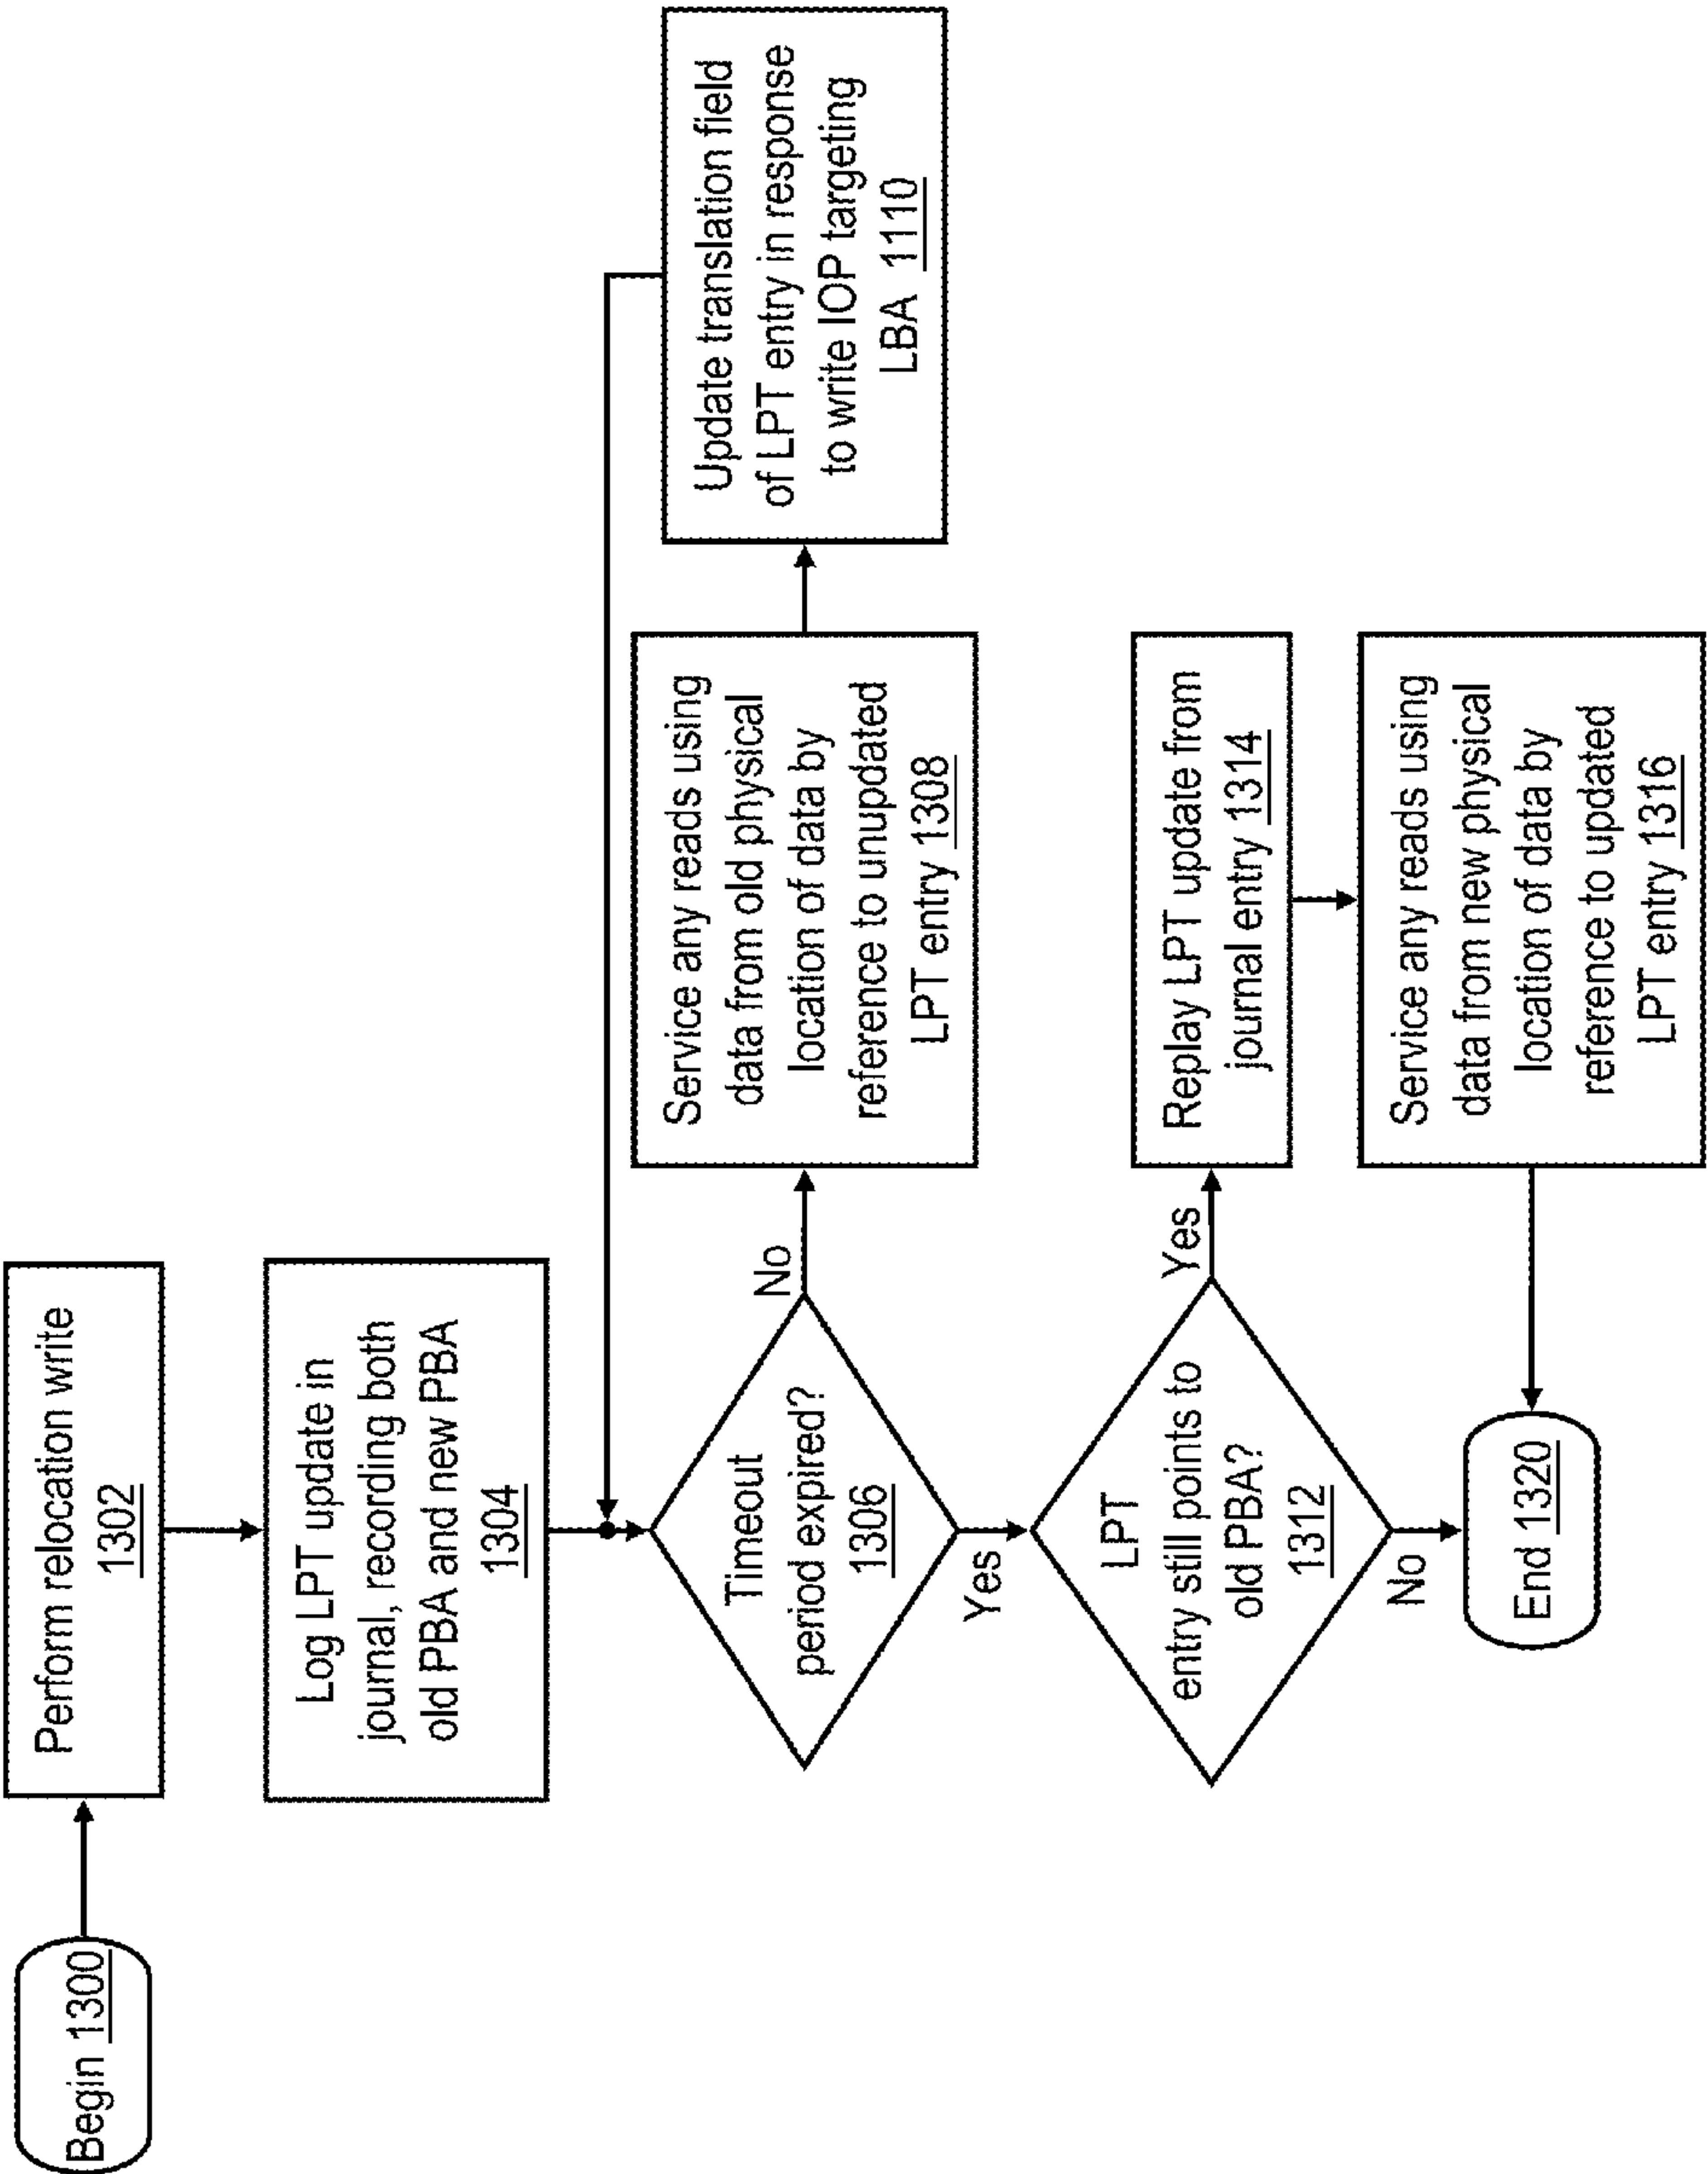 Begin 1300
Perform relocation write
1302
Log LPT update in
journal, recording both
old PBA and new PBA
1304
Timeout
period expired?
1306
No
Service any reads using
data from old physical
location of data by
reference to unupdated
LPT entry 1308
Update translation field
of LPT entry in response
to write IOP targeting
LBA 1110
Yes
LPT
entry still points to
old PBA?
1312
Yes
Replay LPT update from
journal entry 1314
Service any reads using
data from new physical
location of data by
reference to updated
LPT entry 1316
No
End 1320